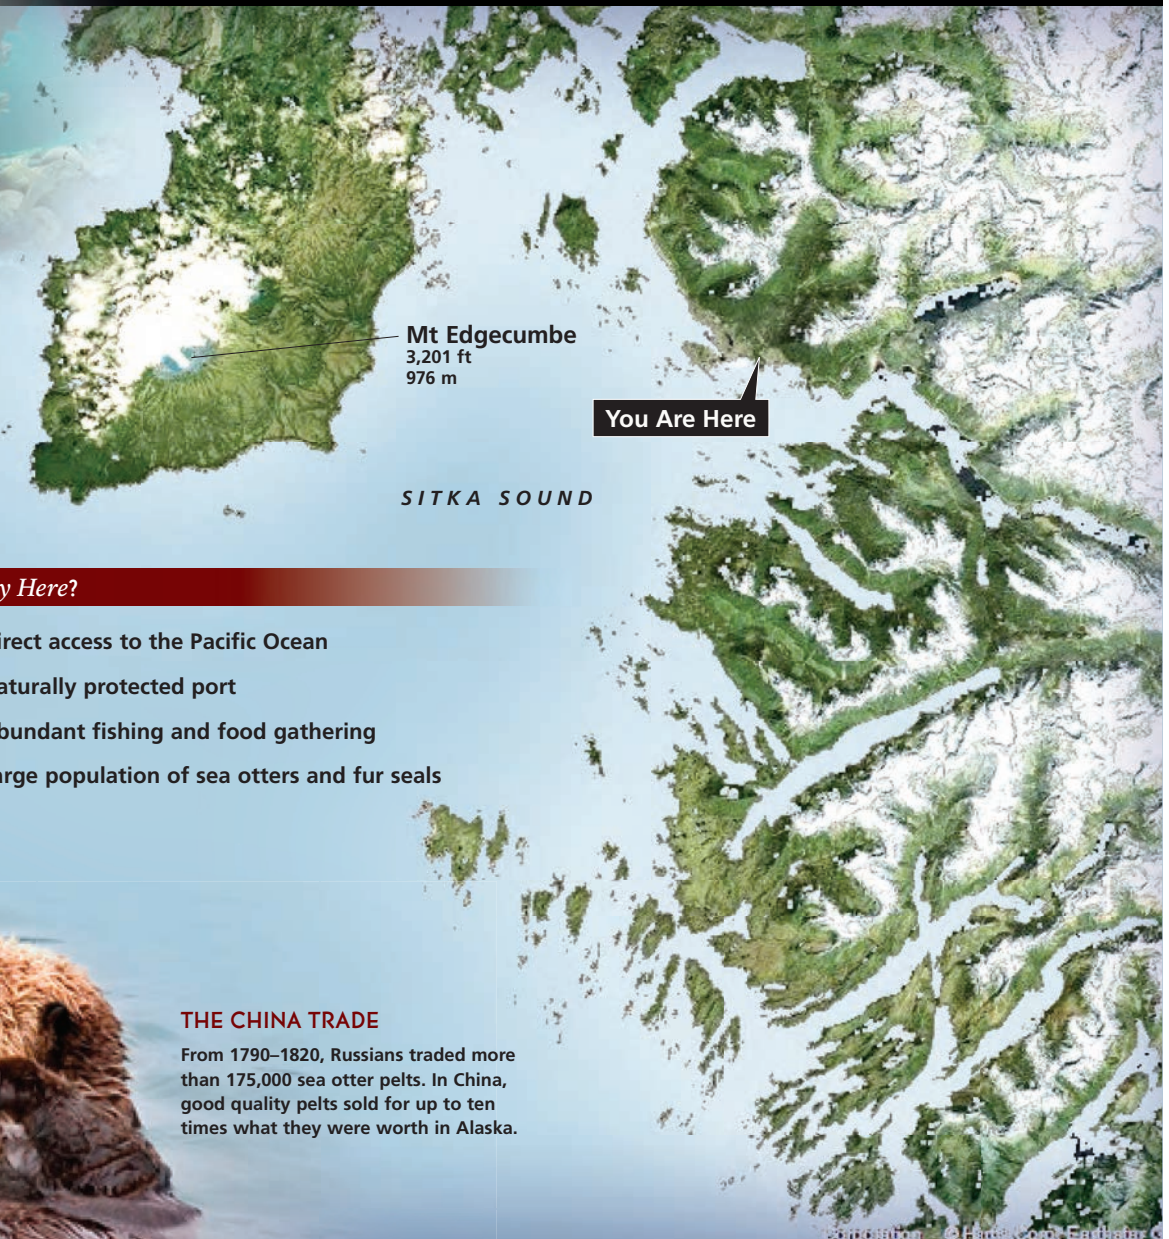 Mt Edgecumbe
3,201 ft
976 m
You Are Here
SITKA SOUND
y Here?
irect access to the Pacific Ocean
aturally protected port
bundant fishing and food gathering
arge population of sea otters and fur seals
THE CHINA TRADE
From 1790–1820, Russians traded more
than 175,000 sea otter pelts. In China,
good quality pelts sold for up to ten
times what they were worth in Alaska.